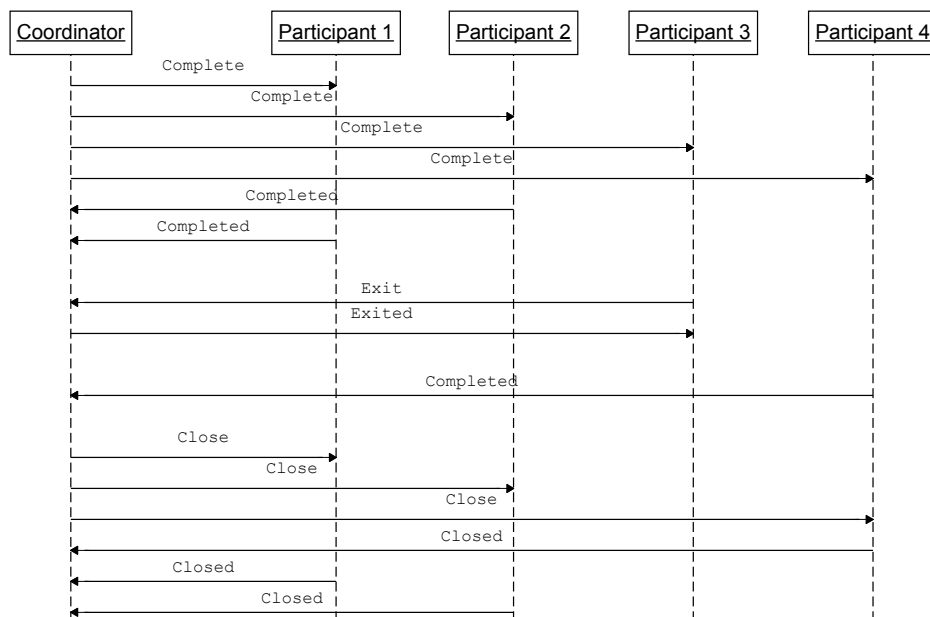 Coordinator Participant 1 Participant 2 Participant 3 Participant 4
Complete
Complete
Complete
Complete
Completed
Completed
Exit
Exited
Completed
Close
Close
Close
Closed
Closed
Closed